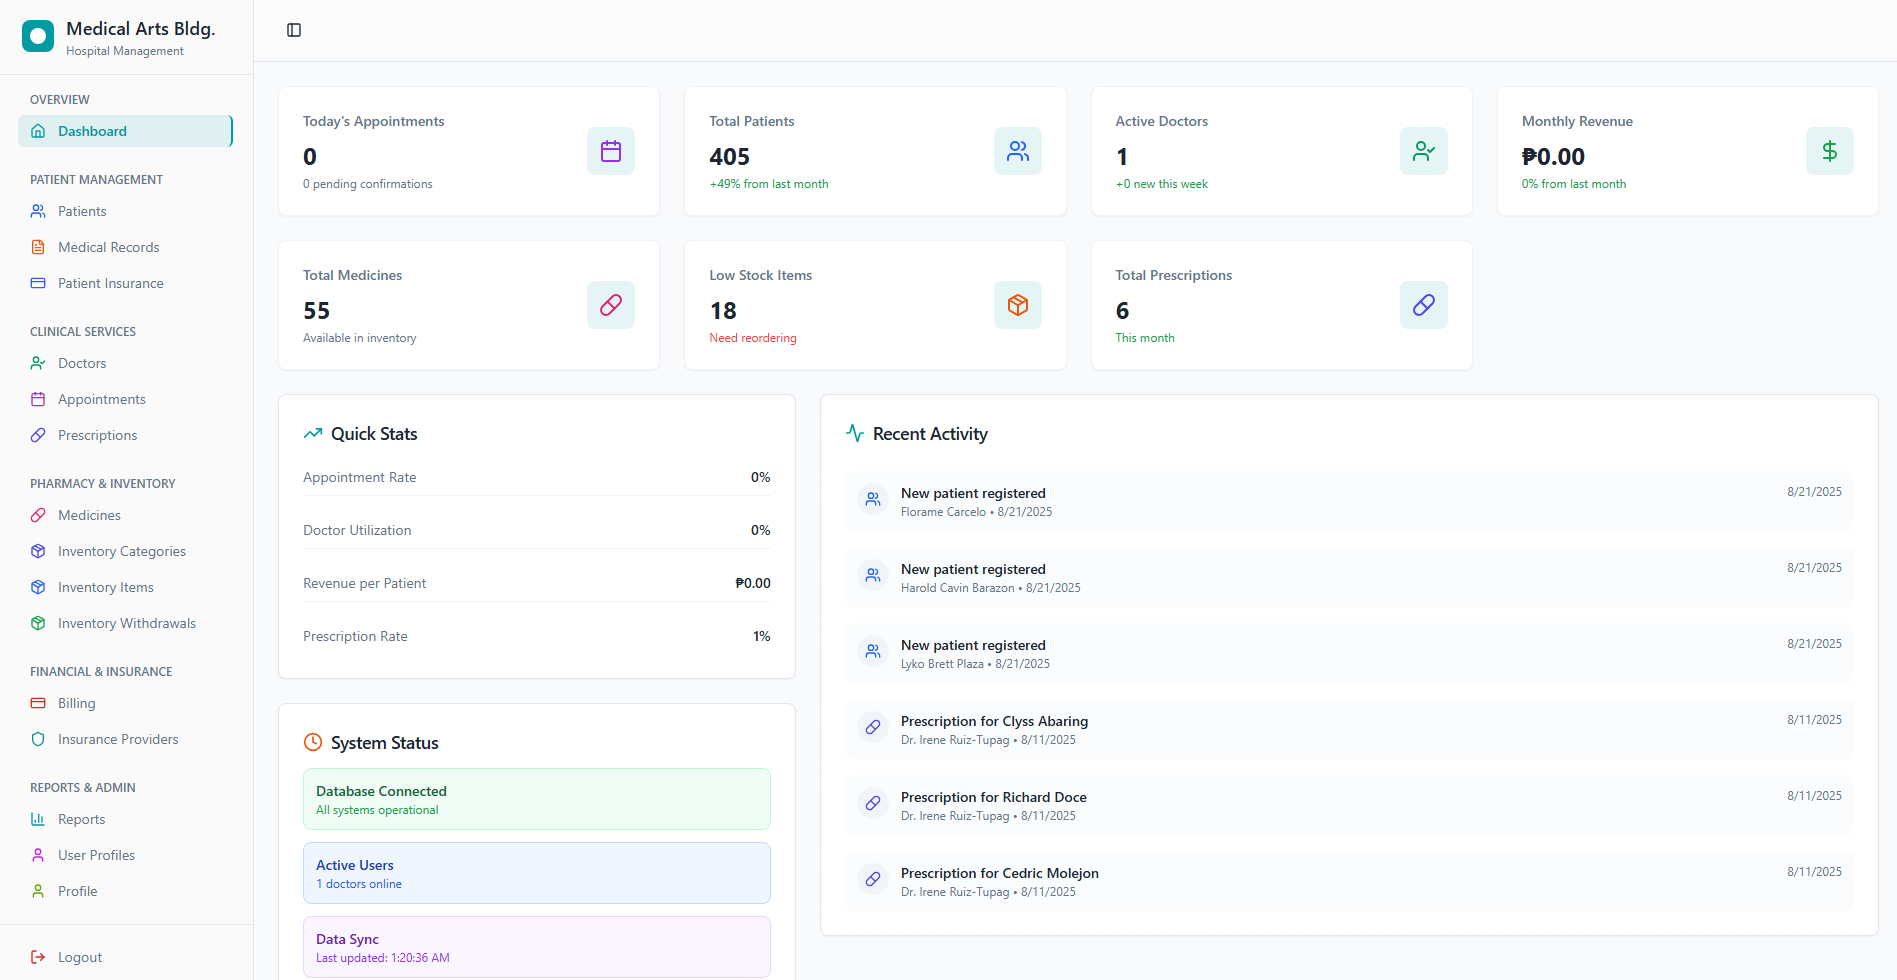 Medical Arts Bldg.
Hospital Management
OVERVIEW
Dashboard
PATIENT MANAGEMENT
Patients
Medical Records
Patient Insurance
CLINICAL SERVICES
Doctors
Appointments
Prescriptions
PHARMACY & INVENTORY
Medicines
Inventory Categories
Inventory Items
Inventory Withdrawals
FINANCIAL & INSURANCE
Billing
Insurance Providers
REPORTS & ADMIN
Reports
User Profiles
Profile
Logout
Today's Appointments
0
0 pending confirmations
Total Patients
405
+49% from last month
Active Doctors
1
+0 new this week
Monthly Revenue
₱0.00
0% from last month
Total Medicines
55
Available in inventory
Low Stock Items
18
Need reordering
Total Prescriptions
6
This month
Quick Stats
Appointment Rate 0%
Doctor Utilization 0%
Revenue per Patient ₱0.00
Prescription Rate 1%
System Status
Database Connected
All systems operational
Active Users
1 doctors online
Data Sync
Last updated: 1:20:36 AM
Recent Activity
New patient registered 8/21/2025
Florame Carcelo • 8/21/2025
New patient registered 8/21/2025
Harold Cavin Barazon • 8/21/2025
New patient registered 8/21/2025
Lyko Brett Plaza • 8/21/2025
Prescription for Clyss Abaring 8/11/2025
Dr. Irene Ruiz-Tupag • 8/11/2025
Prescription for Richard Doce 8/11/2025
Dr. Irene Ruiz-Tupag • 8/11/2025
Prescription for Cedric Molejon 8/11/2025
Dr. Irene Ruiz-Tupag • 8/11/2025